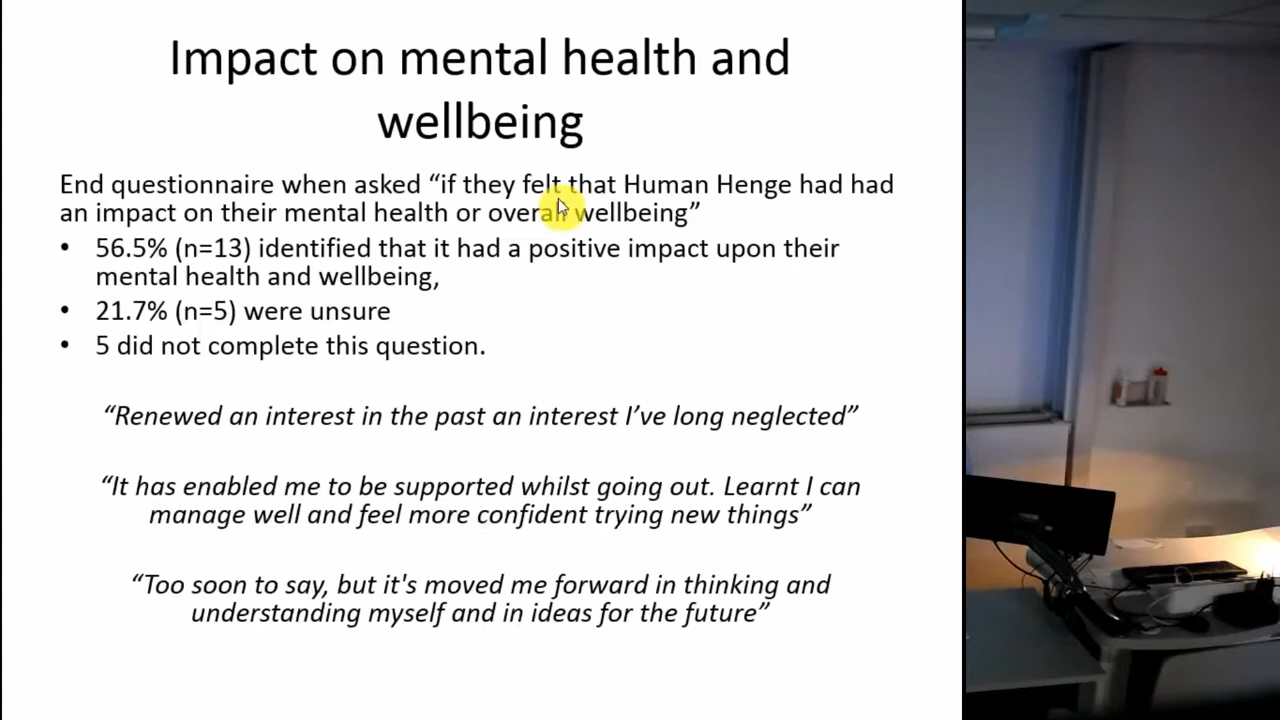 Impact on mental health and
wellbeing
End questionnaire when asked “if they felt that Human Henge had had
an impact on their mental health or overall wellbeing”
• 56.5% (n=13) identified that it had a positive impact upon their
mental health and wellbeing,
• 21.7% (n=5) were unsure
• 5 did not complete this question.
“Renewed an interest in the past an interest I’ve long neglected”
“It has enabled me to be supported whilst going out. Learnt I can
manage well and feel more confident trying new things”
“Too soon to say, but it's moved me forward in thinking and
understanding myself and in ideas for the future”